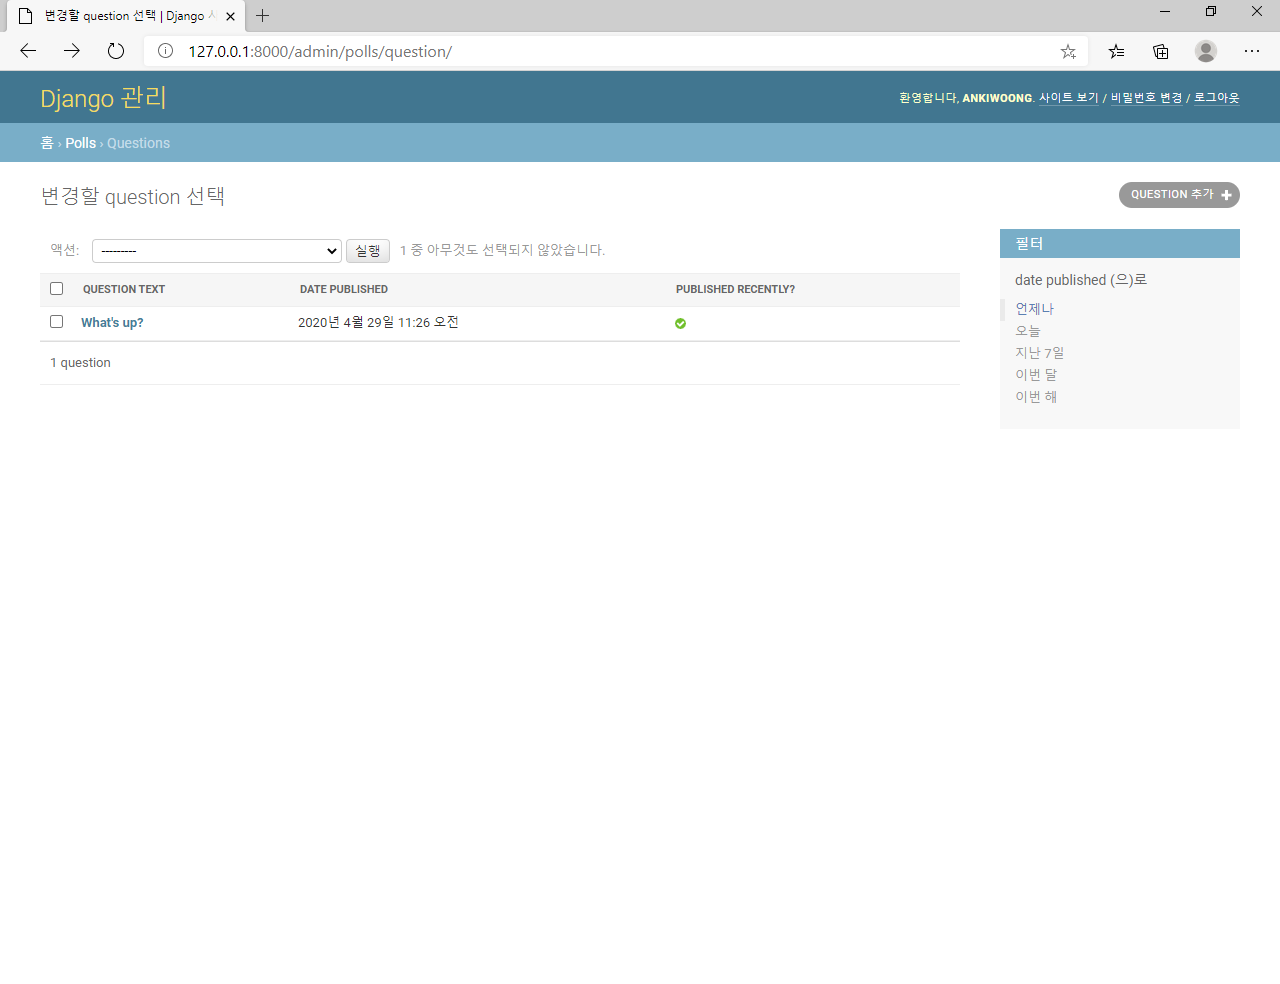 변경할 question 선택 | Django
127.0.0.1:8000/admin/polls/question/
Django 관리
환영합니다, ANKIWOONG. 사이트 보기 / 비밀번호 변경 / 로그아웃
홈 › Polls › Questions
변경할 question 선택
QUESTION 추가
액션: --------- 실행 1 중 아무것도 선택되지 않았습니다.
QUESTION TEXT DATE PUBLISHED PUBLISHED RECENTLY?
What's up? 2020년 4월 29일 11:26 오전
1 question
필터
date published (으)로
언제나
오늘
지난 7일
이번 달
이번 해